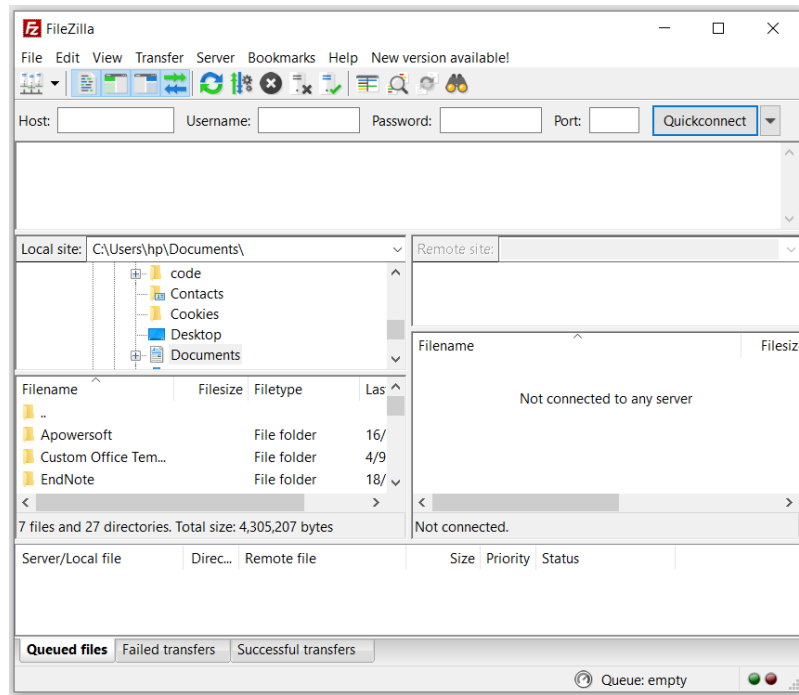 FileZilla
File Edit View Transfer Server Bookmarks Help New version available!
Host: Username: Password: Port: Quickconnect
Local site: C:\Users\hp\Documents\
Remote site:
code
Contacts
Cookies
Desktop
Documents
Filename Filesize Filetype Las
..
Apowersoft File folder 16/
Custom Office Tem... File folder 4/9
EndNote File folder 18/
7 files and 27 directories. Total size: 4,305,207 bytes
Filename Filesiz
Not connected to any server
Not connected.
Server/Local file Direc... Remote file Size Priority Status
Queued files Failed transfers Successful transfers
Queue: empty